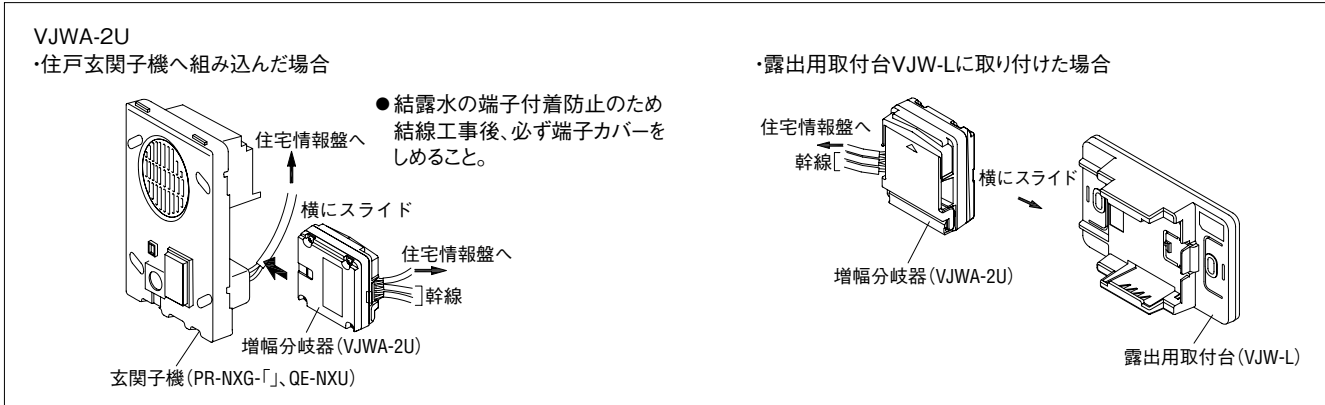 VJWA-2U
・住戸玄関子機へ組み込んだ場合
●結露水の端子付着防止のため
結線工事後、必ず端子カバーを
しめること。
住宅情報盤へ
横にスライド
住宅情報盤へ
幹線
増幅分岐器(VJWA-2U)
玄関子機(PR-NXG-「」、QE-NXU)
・露出用取付台VJW-Lに取り付けた場合
住宅情報盤へ
幹線
横にスライド
増幅分岐器(VJWA-2U)
露出用取付台(VJW-L)